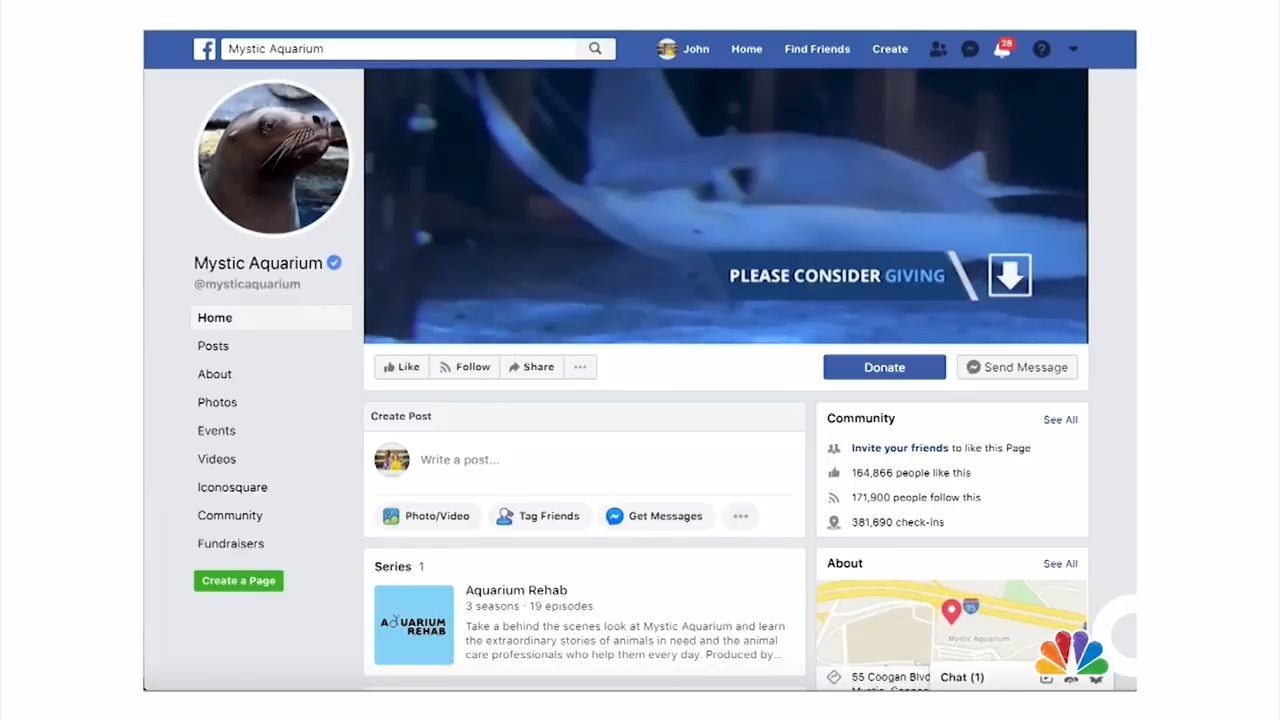 f
Mystic Aquarium
John Home Find Friends Create 28 ?
PLEASE CONSIDER GIVING
Mystic Aquarium
@mysticaquarium
Home
Posts
About
Photos
Events
Videos
Iconosquare
Community
Fundraisers
Create a Page
Like Follow Share ...
Donate Send Message
Create Post
Write a post...
Photo/Video Tag Friends Get Messages ...
Series 1
AQUARIUM
REHAB
Aquarium Rehab
3 seasons · 19 episodes
Take a behind the scenes look at Mystic Aquarium and learn
the extraordinary stories of animals in need and the animal
care professionals who help them every day. Produced by...
Community See All
Invite your friends to like this Page
164,866 people like this
171,900 people follow this
381,690 check-ins
About See All
95
Mystic Aquarium
55 Coogan Blvd
Chat (1)